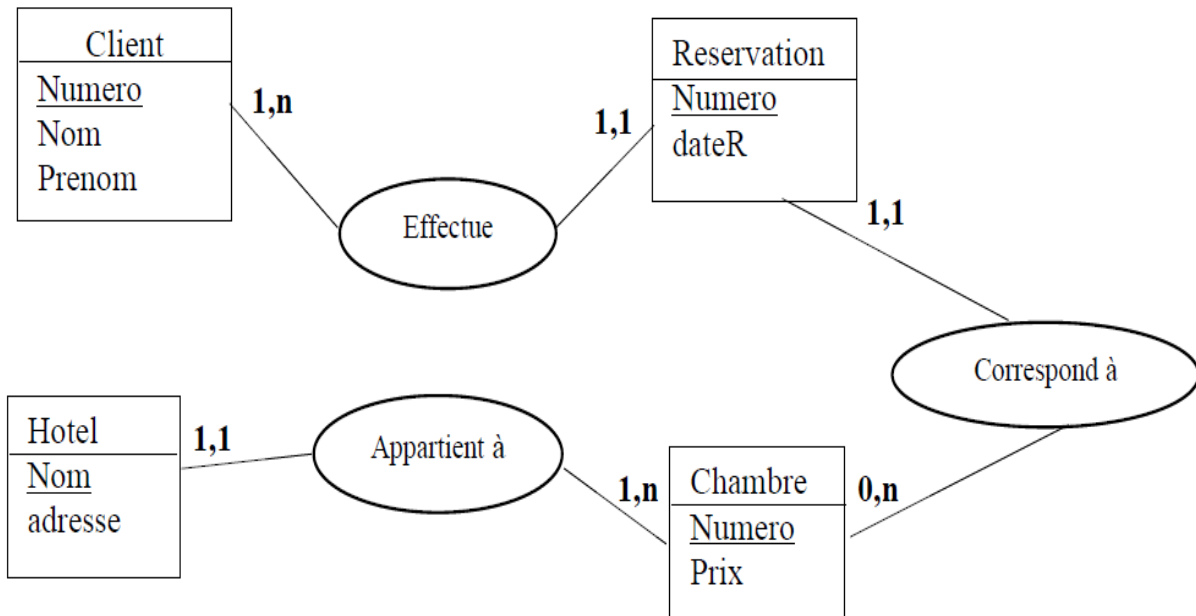 Client
Numero
Nom
Prenom
1,n
Effectue
1,1
Reservation
Numero
dateR
1,1
Correspond à
Hotel
Nom
adresse
1,1
Appartient à
1,n
Chambre
Numero
Prix
0,n